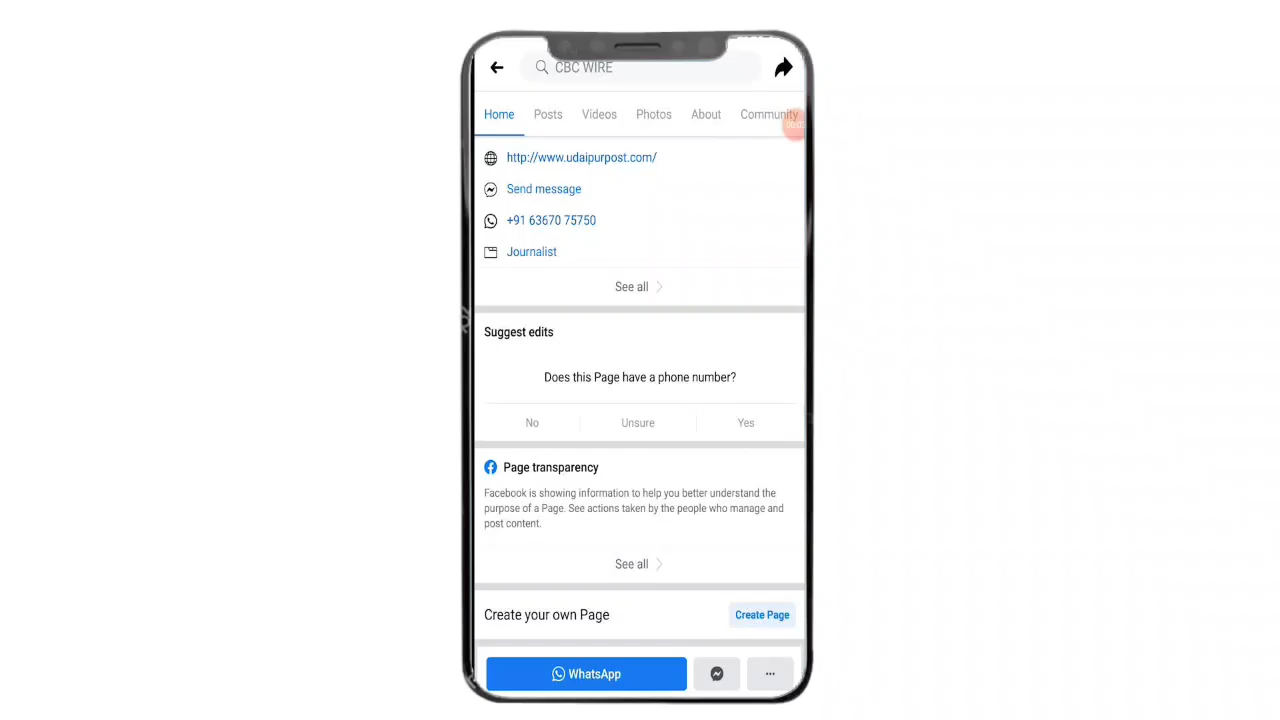 CBC WIRE
Home Posts Videos Photos About Community
http://www.udaipurpost.com/
Send message
+91 63670 75750
Journalist
See all
Suggest edits
Does this Page have a phone number?
No Unsure Yes
Page transparency
Facebook is showing information to help you better understand the
purpose of a Page. See actions taken by the people who manage and
post content.
See all
Create your own Page Create Page
WhatsApp